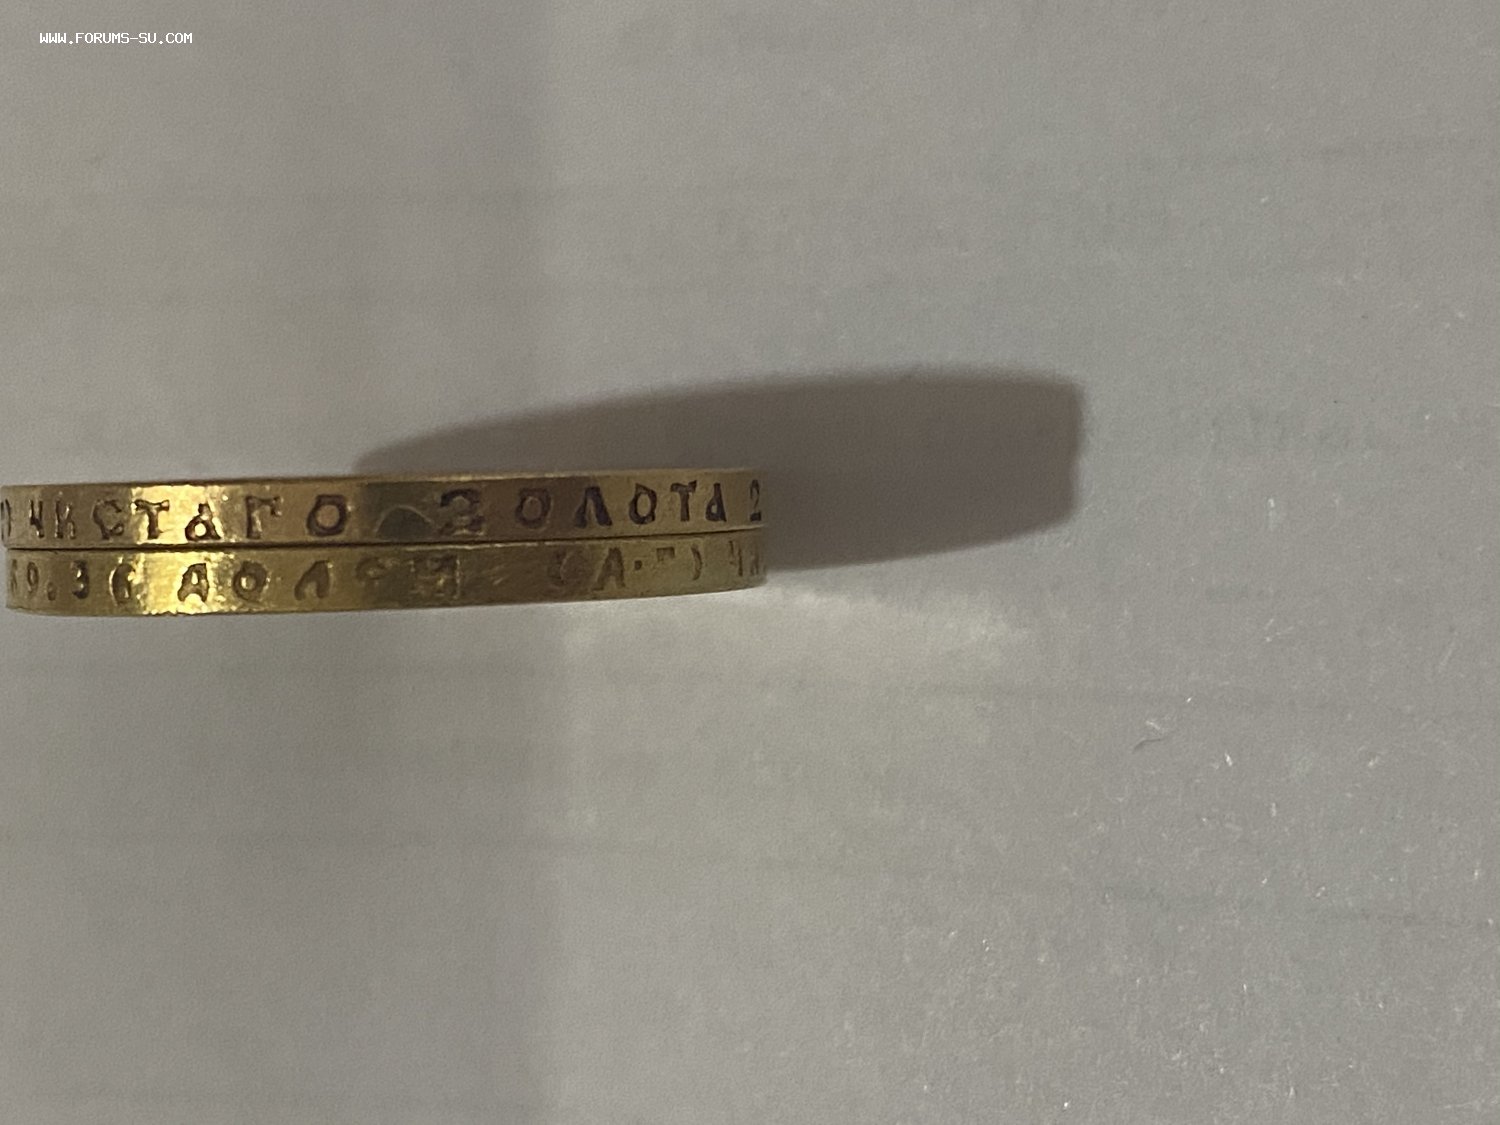 WWW.FORUMS-SU.COM
ЧИСТАГО ЗОЛОТА 2
9.36 ДОЛЕЙ (А·Г)